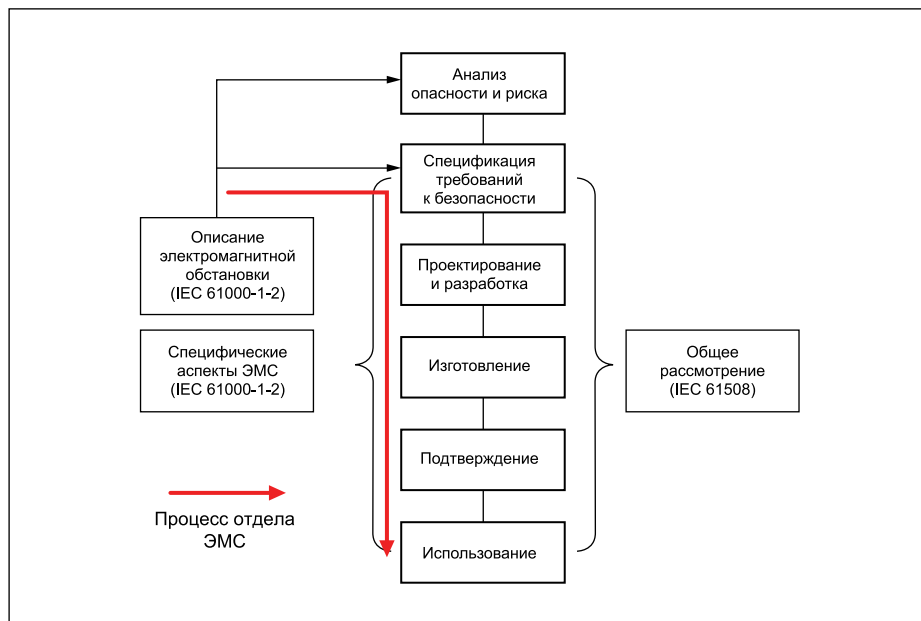 Анализ
опасности и риска
Спецификация
требований
к безопасности
Описание
электромагнитной
обстановки
(IEC 61000-1-2)
Проектирование
и разработка
Специфические
аспекты ЭМС
(IEC 61000-1-2)
Изготовление
Общее
рассмотрение
(IEC 61508)
Подтверждение
Процесс отдела
ЭМС
Использование